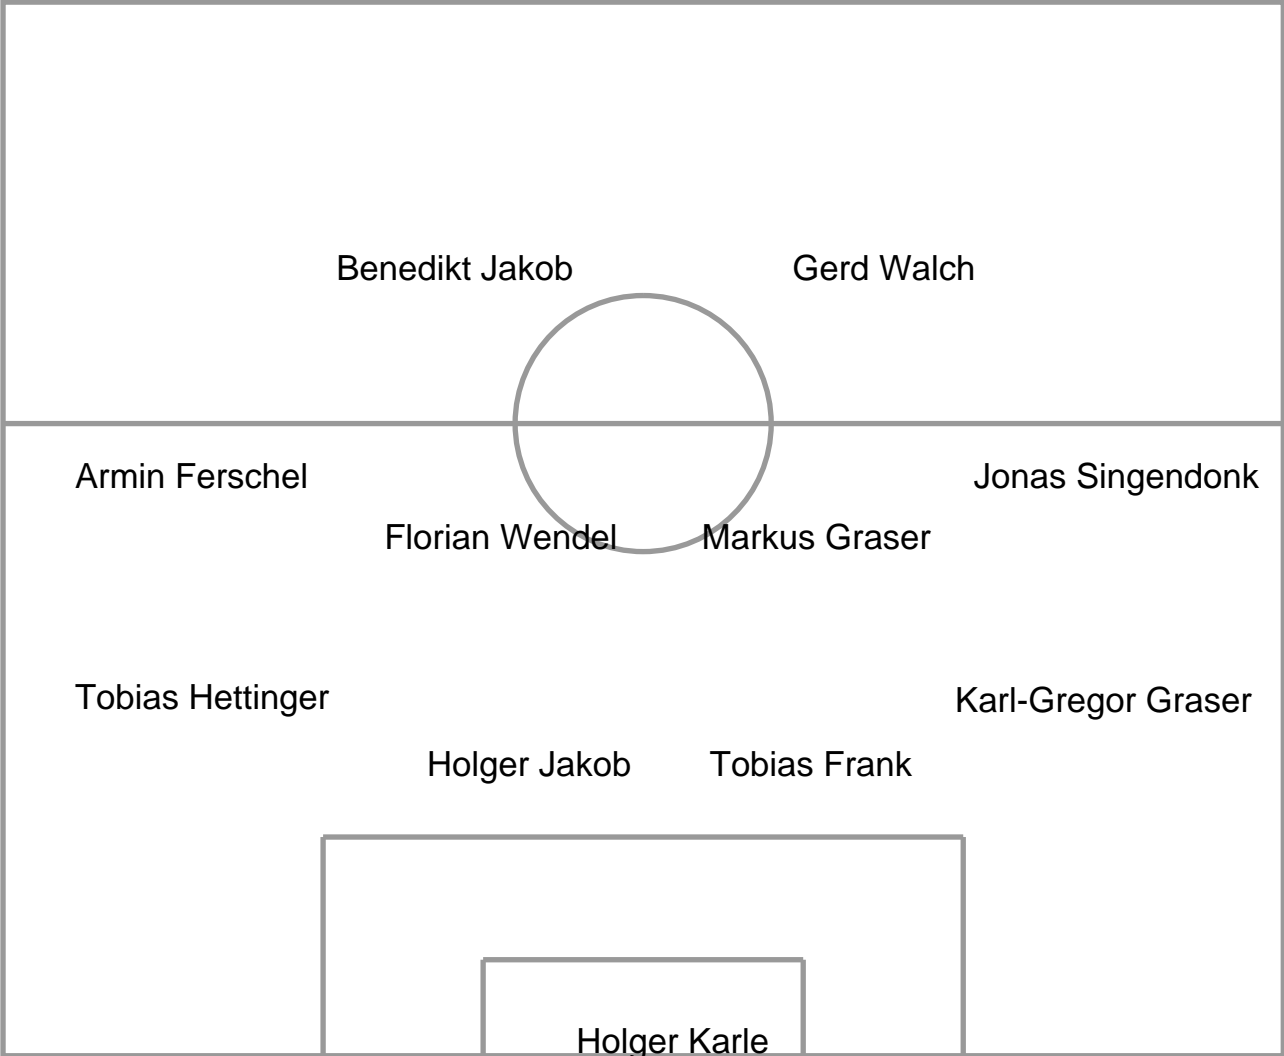 Benedikt Jakob Gerd Walch
Armin Ferschel Jonas Singendonk
Florian Wendel Markus Graser
Tobias Hettinger Karl-Gregor Graser
Holger Jakob Tobias Frank
Holger Karle